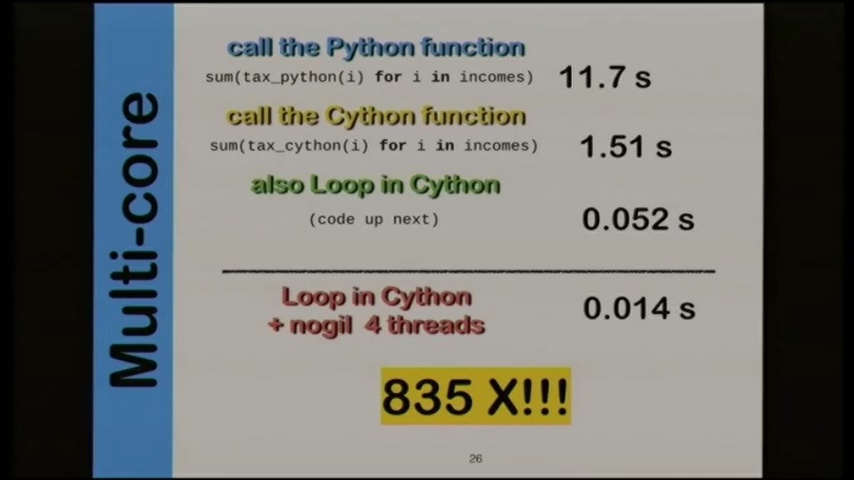 Multi-core
call the Python function
sum(tax_python(i) for i in incomes) 11.7 s
call the Cython function
sum(tax_cython(i) for i in incomes) 1.51 s
also Loop in Cython
(code up next) 0.052 s
Loop in Cython
+ nogil 4 threads 0.014 s
835 X!!!
26